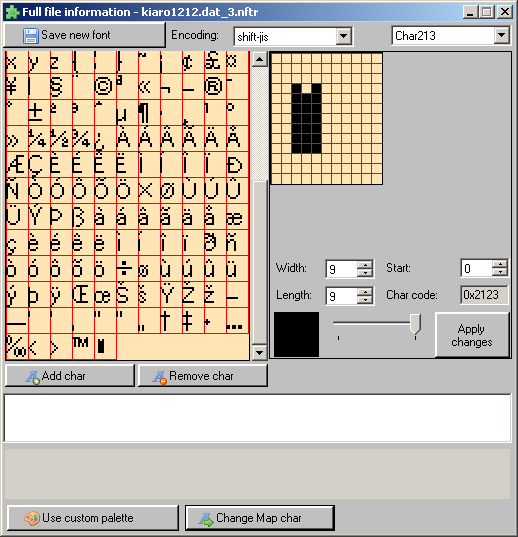 Full file information - kiaro1212.dat_3.nftr
Save new font
Encoding:
shift-jis
Char213
x y z { | } ~ ¡ ¢ £ ¤
¥ ¦ § ¨ © ª « ¬ - ® ¯
° ± ² ³ ´ µ ¶ · ¸ ¹ º
» ¼ ½ ¾ ¿ À Á Â Ã Ä Å
Æ Ç È É Ê Ë Ì Í Î Ï Ð
Ñ Ò Ó Ô Õ Ö × Ø Ù Ú Û
Ü Ý Þ ß à á â ã ä å æ
ç è é ê ë ì í î ï ð ñ
ò ó ô õ ö ÷ ø ù ú û ü
ý þ ÿ Œ œ Š š Ÿ Ž ž –
— ‘ ’ ‚ “ ” „ † ‡ • …
‰ ‹ › ™
Width: 9
Start: 0
Length: 9
Char code: 0x2123
Apply
changes
Add char
Remove char
Use custom palette
Change Map char